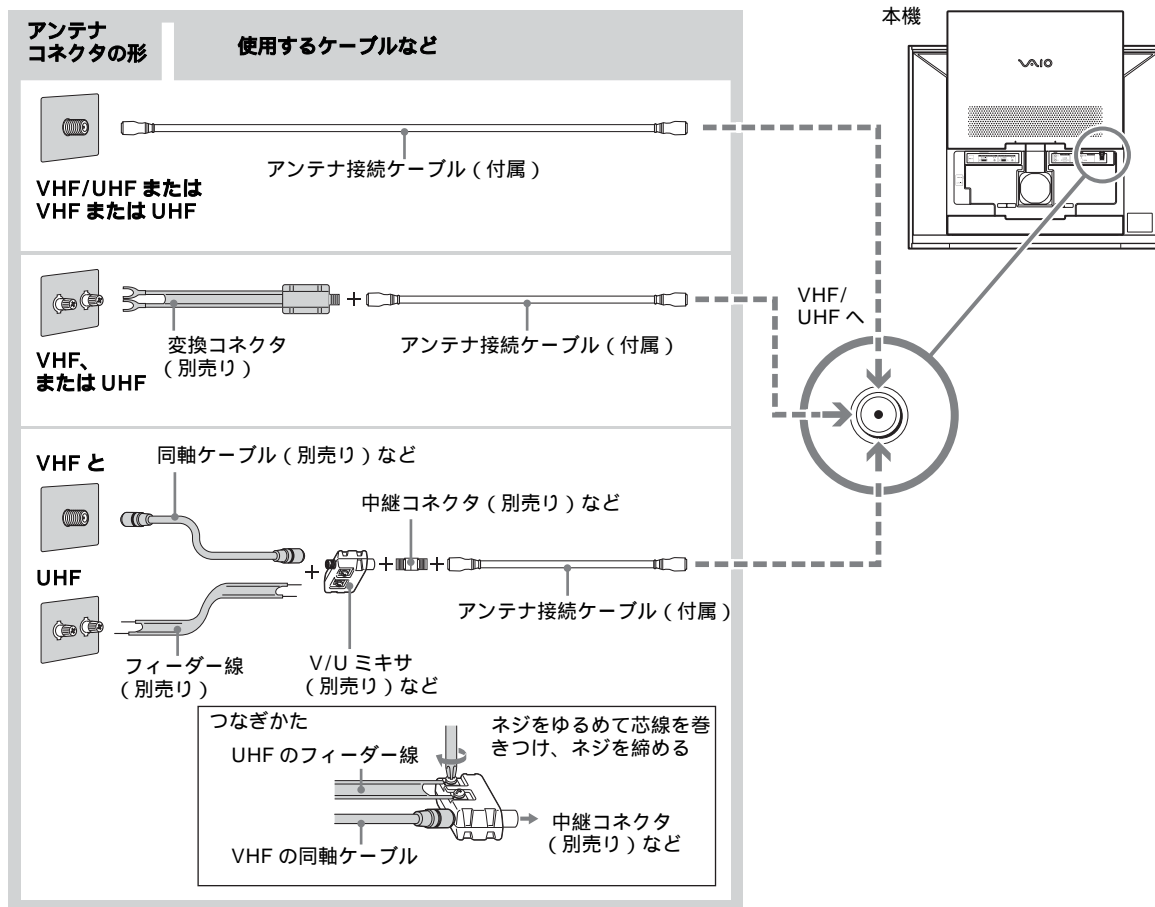 アンテナ
コネクタの形
使用するケーブルなど
本機
VAIO
アンテナ接続ケーブル（付属）
VHF/UHF または
VHF または UHF
VHF/
UHF へ
変換コネクタ
（別売り）
アンテナ接続ケーブル（付属）
VHF、
または UHF
VHF と
同軸ケーブル（別売り）など
中継コネクタ（別売り）など
UHF
アンテナ接続ケーブル（付属）
フィーダー線
（別売り）
V/U ミキサ
（別売り）など
つなぎかた
ネジをゆるめて芯線を巻
きつけ、ネジを締める
UHF のフィーダー線
中継コネクタ
（別売り）など
VHF の同軸ケーブル